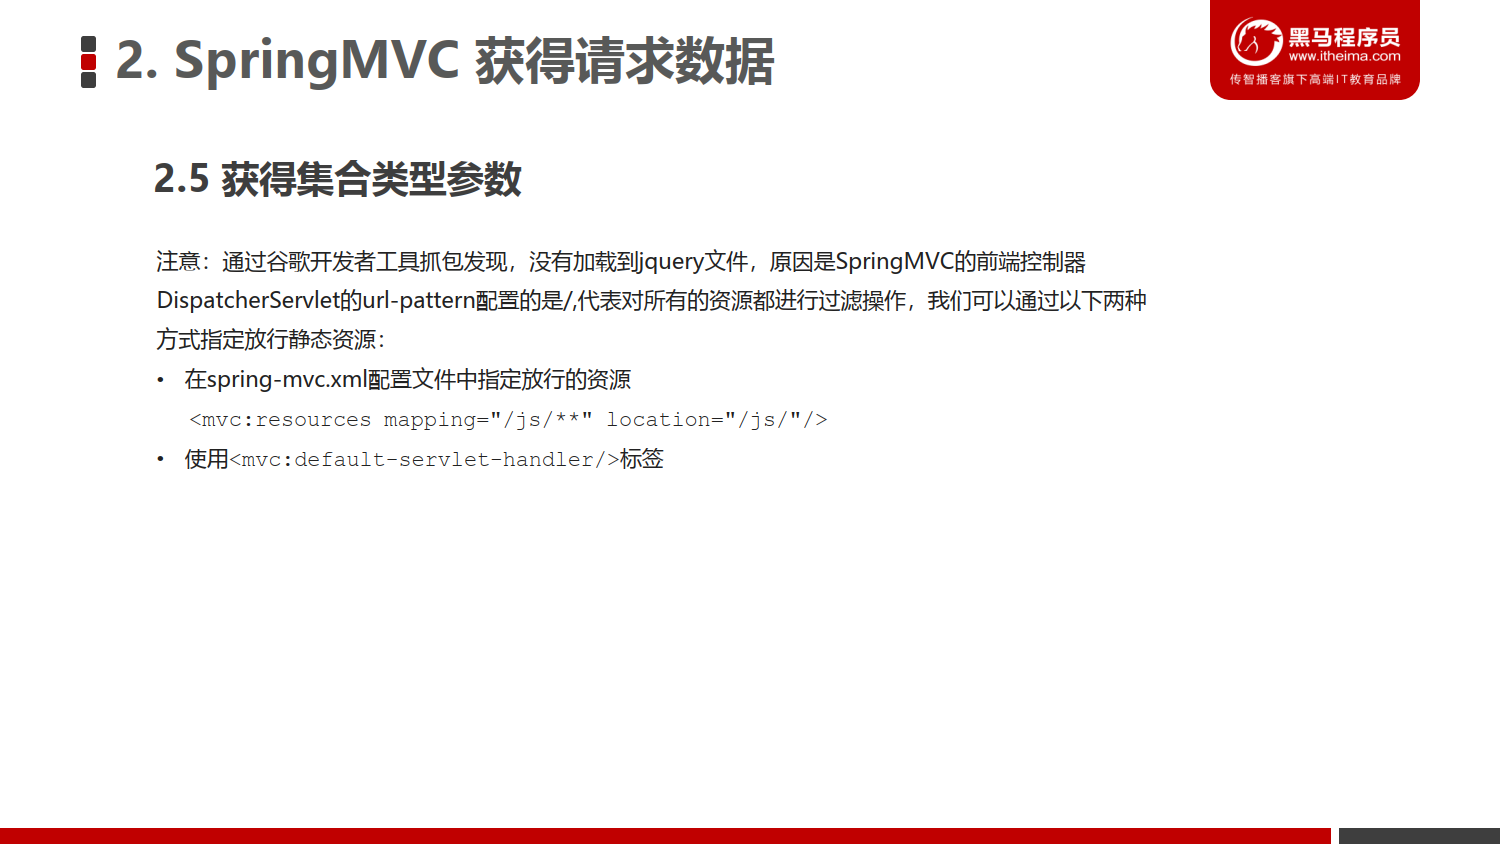 2. SpringMVC 获得请求数据
黑马程序员
www.itheima.com
传智播客旗下高端IT教育品牌
2.5 获得集合类型参数
注意：通过谷歌开发者工具抓包发现，没有加载到jquery文件，原因是SpringMVC的前端控制器
DispatcherServlet的url-pattern配置的是/,代表对所有的资源都进行过滤操作，我们可以通过以下两种
方式指定放行静态资源：
• 在spring-mvc.xml配置文件中指定放行的资源
<mvc:resources mapping="/js/**" location="/js/"/>
• 使用<mvc:default-servlet-handler/>标签